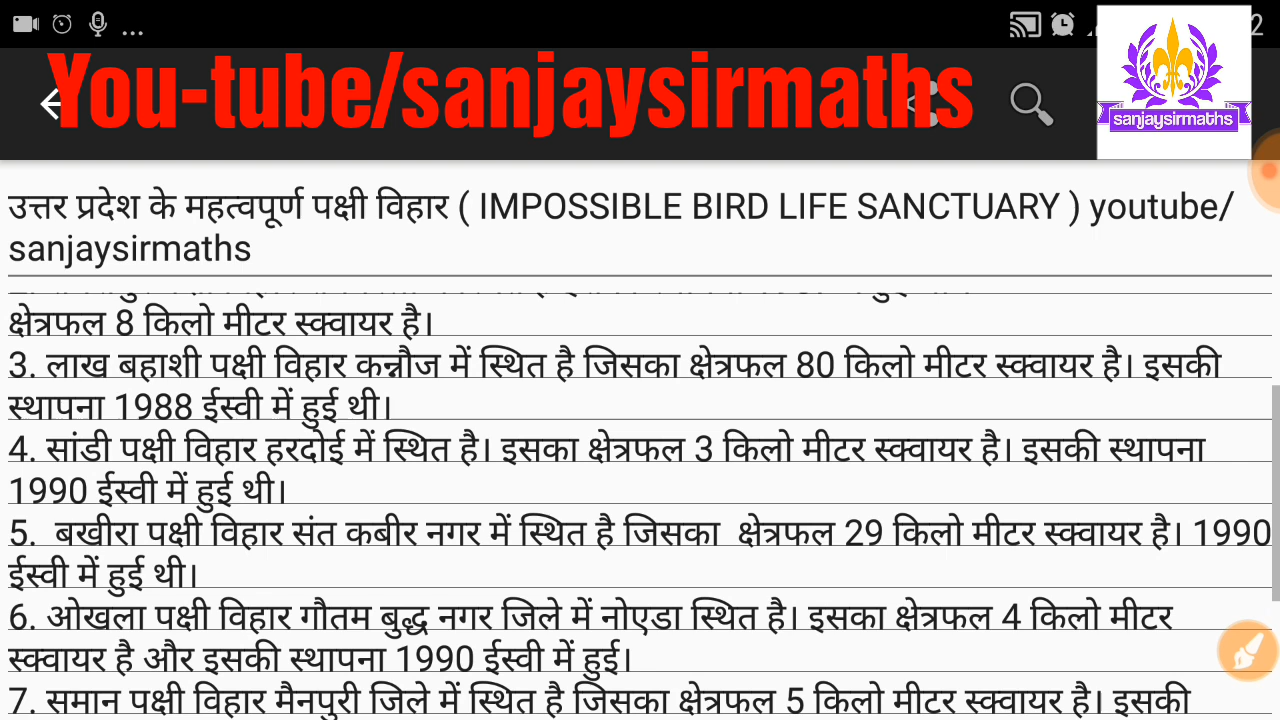 ...
2
You-tube/sanjaysirmaths
sanjaysirmaths
उत्तर प्रदेश के महत्वपूर्ण पक्षी विहार ( IMPOSSIBLE BIRD LIFE SANCTUARY ) youtube/
sanjaysirmaths
क्षेत्रफल 8 किलो मीटर स्क्वायर है।
3. लाख बहाशी पक्षी विहार कन्नौज में स्थित है जिसका क्षेत्रफल 80 किलो मीटर स्क्वायर है। इसकी
स्थापना 1988 ईस्वी में हुई थी।
4. सांडी पक्षी विहार हरदोई में स्थित है। इसका क्षेत्रफल 3 किलो मीटर स्क्वायर है। इसकी स्थापना
1990 ईस्वी में हुई थी।
5. बखीरा पक्षी विहार संत कबीर नगर में स्थित है जिसका क्षेत्रफल 29 किलो मीटर स्क्वायर है। 1990
ईस्वी में हुई थी।
6. ओखला पक्षी विहार गौतम बुद्ध नगर जिले में नोएडा स्थित है। इसका क्षेत्रफल 4 किलो मीटर
स्क्वायर है और इसकी स्थापना 1990 ईस्वी में हुई।
7. समान पक्षी विहार मैनपुरी जिले में स्थित है जिसका क्षेत्रफल 5 किलो मीटर स्क्वायर है। इसकी